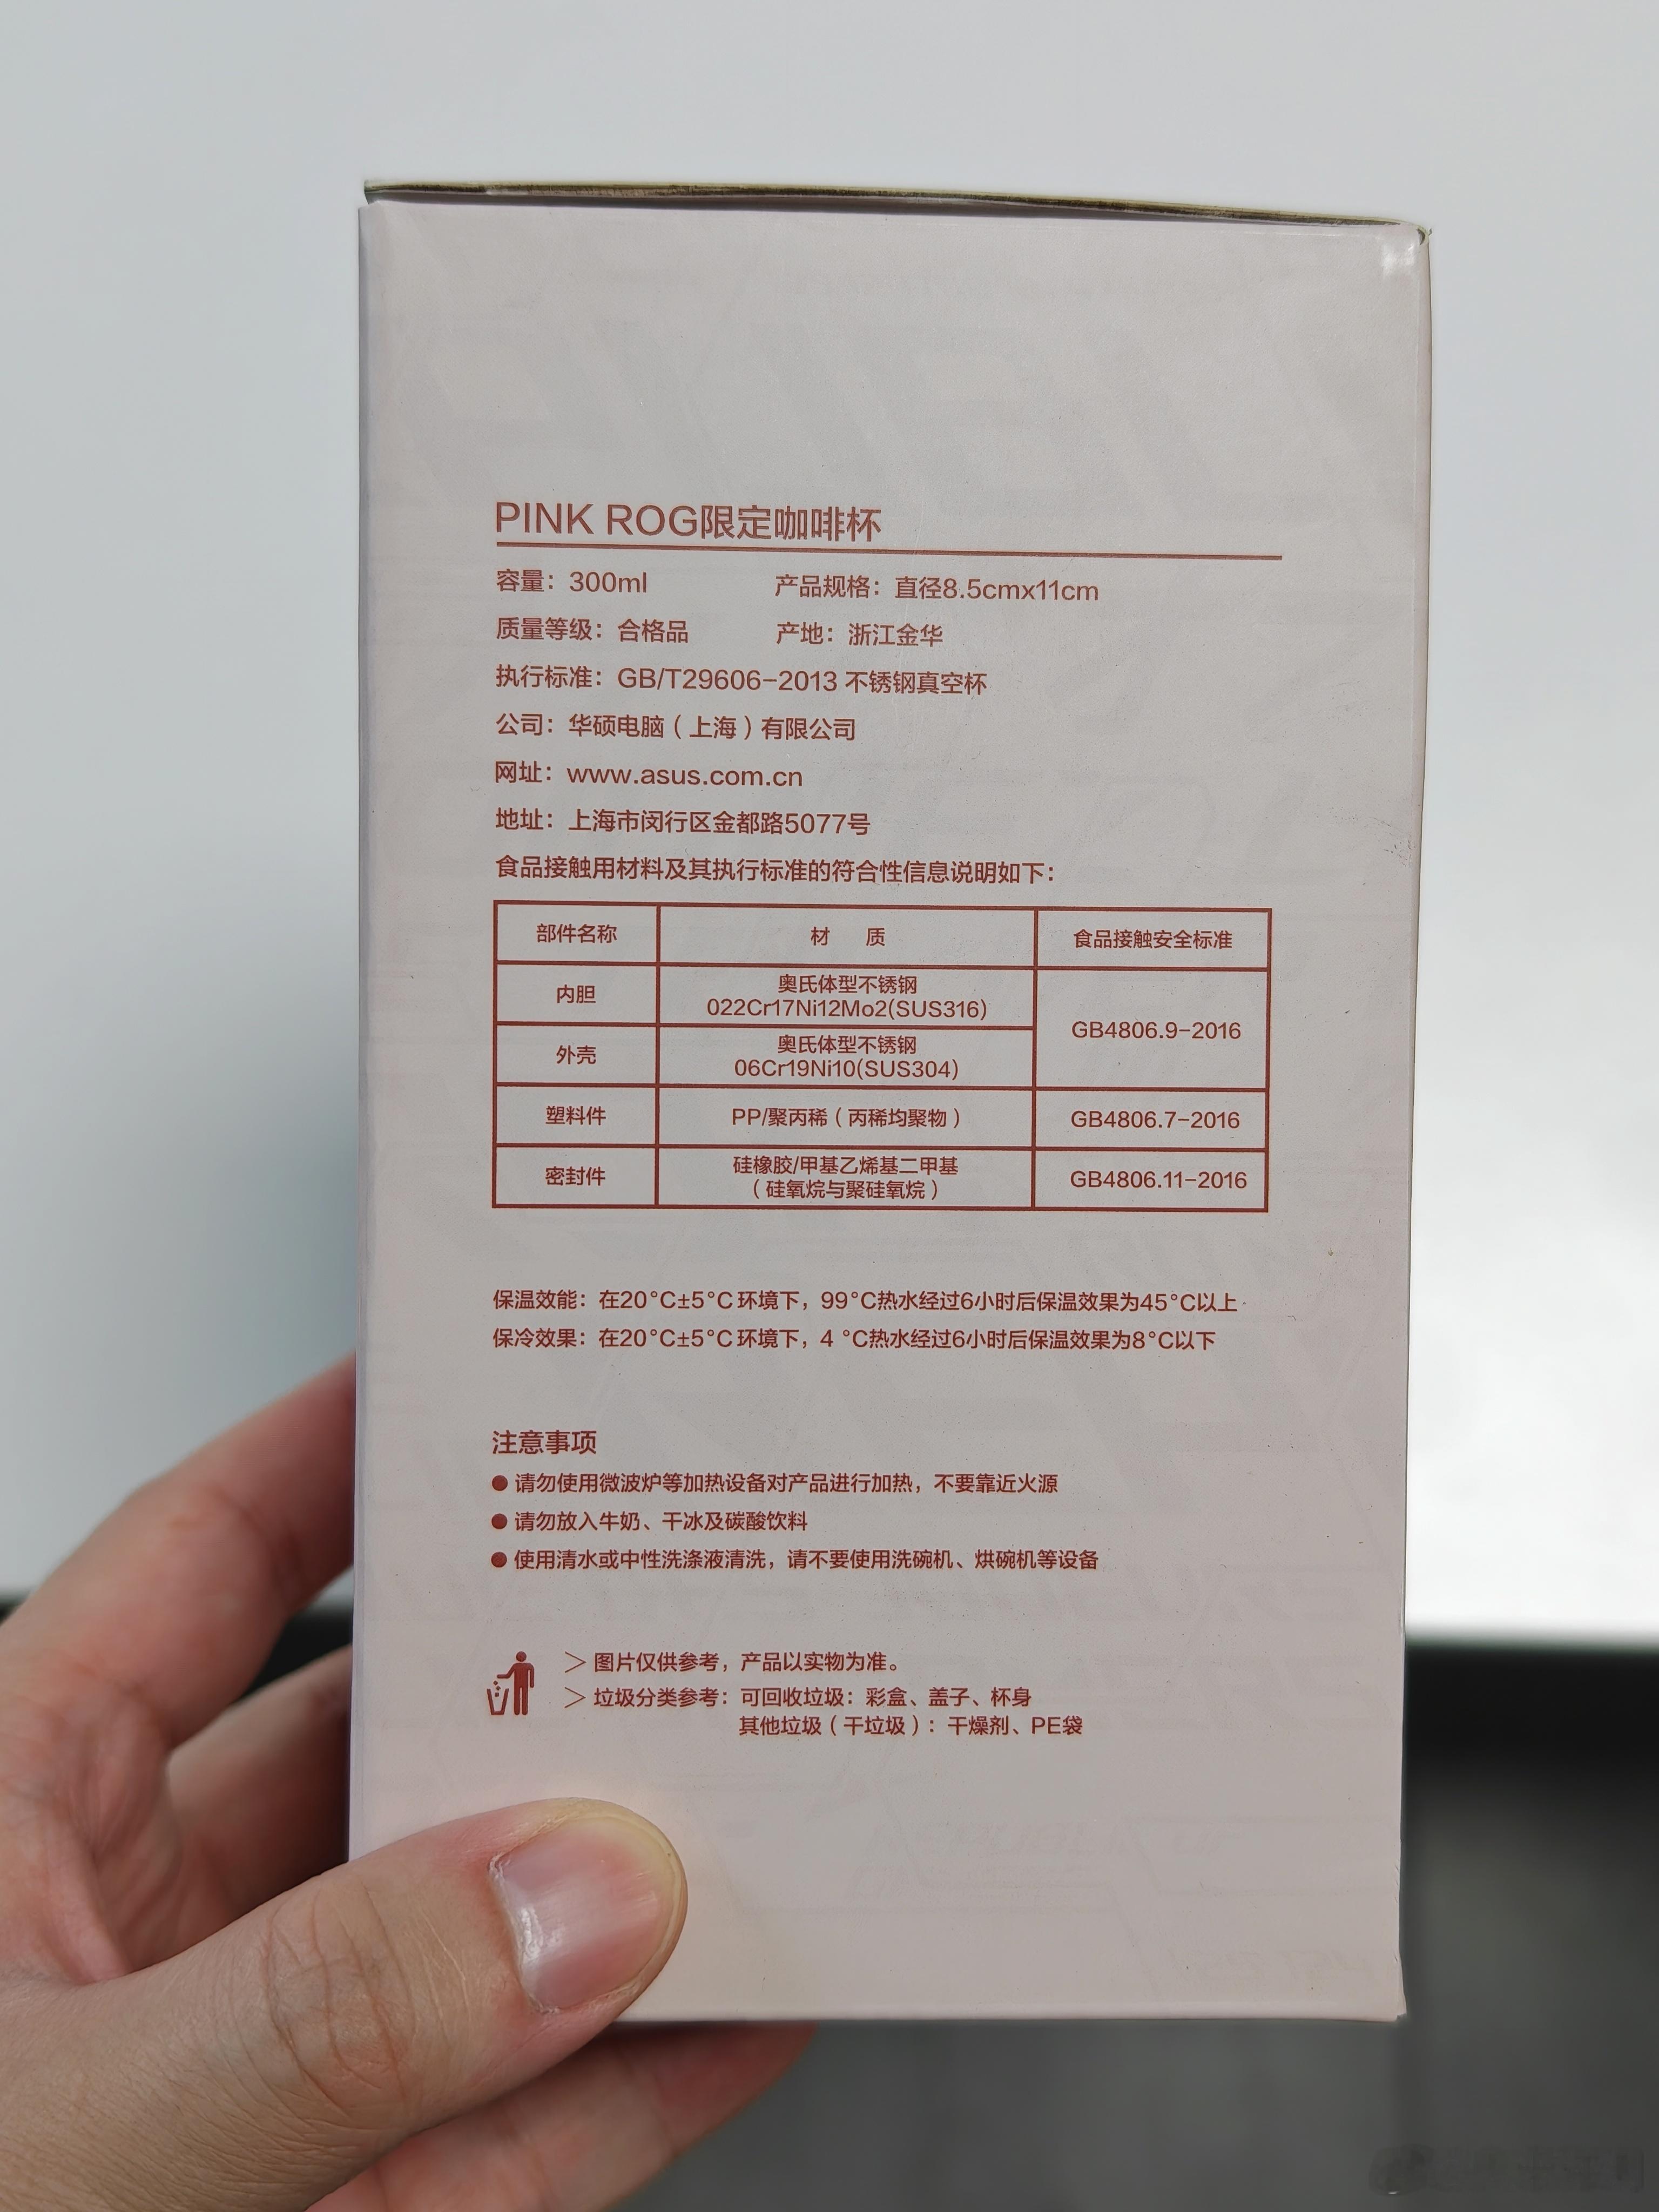 PINK ROG限定咖啡杯
容量：300ml 产品规格：直径8.5cmx11cm
质量等级：合格品 产地：浙江金华
执行标准：GB/T29606-2013 不锈钢真空杯
公司：华硕电脑（上海）有限公司
网址：www.asus.com.cn
地址：上海市闵行区金都路5077号
食品接触用材料及其执行标准的符合性信息说明如下：
部件名称 材 质 食品接触安全标准
内胆 奥氏体型不锈钢
022Cr17Ni12Mo2(SUS316)
GB4806.9-2016
外壳 奥氏体型不锈钢
06Cr19Ni10(SUS304)
塑料件 PP/聚丙稀（丙稀均聚物） GB4806.7-2016
密封件 硅橡胶/甲基乙烯基二甲基
（硅氧烷与聚硅氧烷）
GB4806.11-2016
保温效能：在20°C±5°C环境下，99°C热水经过6小时后保温效果为45°C以上
保冷效果：在20°C±5°C环境下，4 °C热水经过6小时后保温效果为8°C以下
注意事项
● 请勿使用微波炉等加热设备对产品进行加热，不要靠近火源
● 请勿放入牛奶、干冰及碳酸饮料
● 使用清水或中性洗涤液清洗，请不要使用洗碗机、烘碗机等设备
＞ 图片仅供参考，产品以实物为准。
＞ 垃圾分类参考：可回收垃圾：彩盒、盖子、杯身
其他垃圾（干垃圾）：干燥剂、PE袋